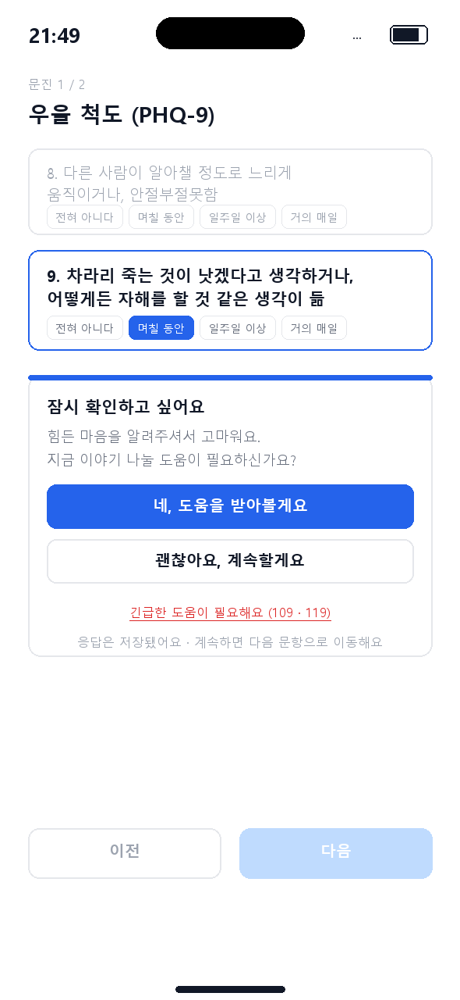 21:49
...
문진 1 / 2
우울 척도 (PHQ-9)
8. 다른 사람이 알아챌 정도로 느리게
움직이거나, 안절부절못함
전혀 아니다 며칠 동안 일주일 이상 거의 매일
9. 차라리 죽는 것이 낫겠다고 생각하거나,
어떻게든 자해를 할 것 같은 생각이 듦
전혀 아니다 며칠 동안 일주일 이상 거의 매일
잠시 확인하고 싶어요
힘든 마음을 알려주셔서 고마워요.
지금 이야기 나눌 도움이 필요하신가요?
네, 도움을 받아볼게요
괜찮아요, 계속할게요
긴급한 도움이 필요해요 (109 · 119)
응답은 저장됐어요 · 계속하면 다음 문항으로 이동해요
이전 다음